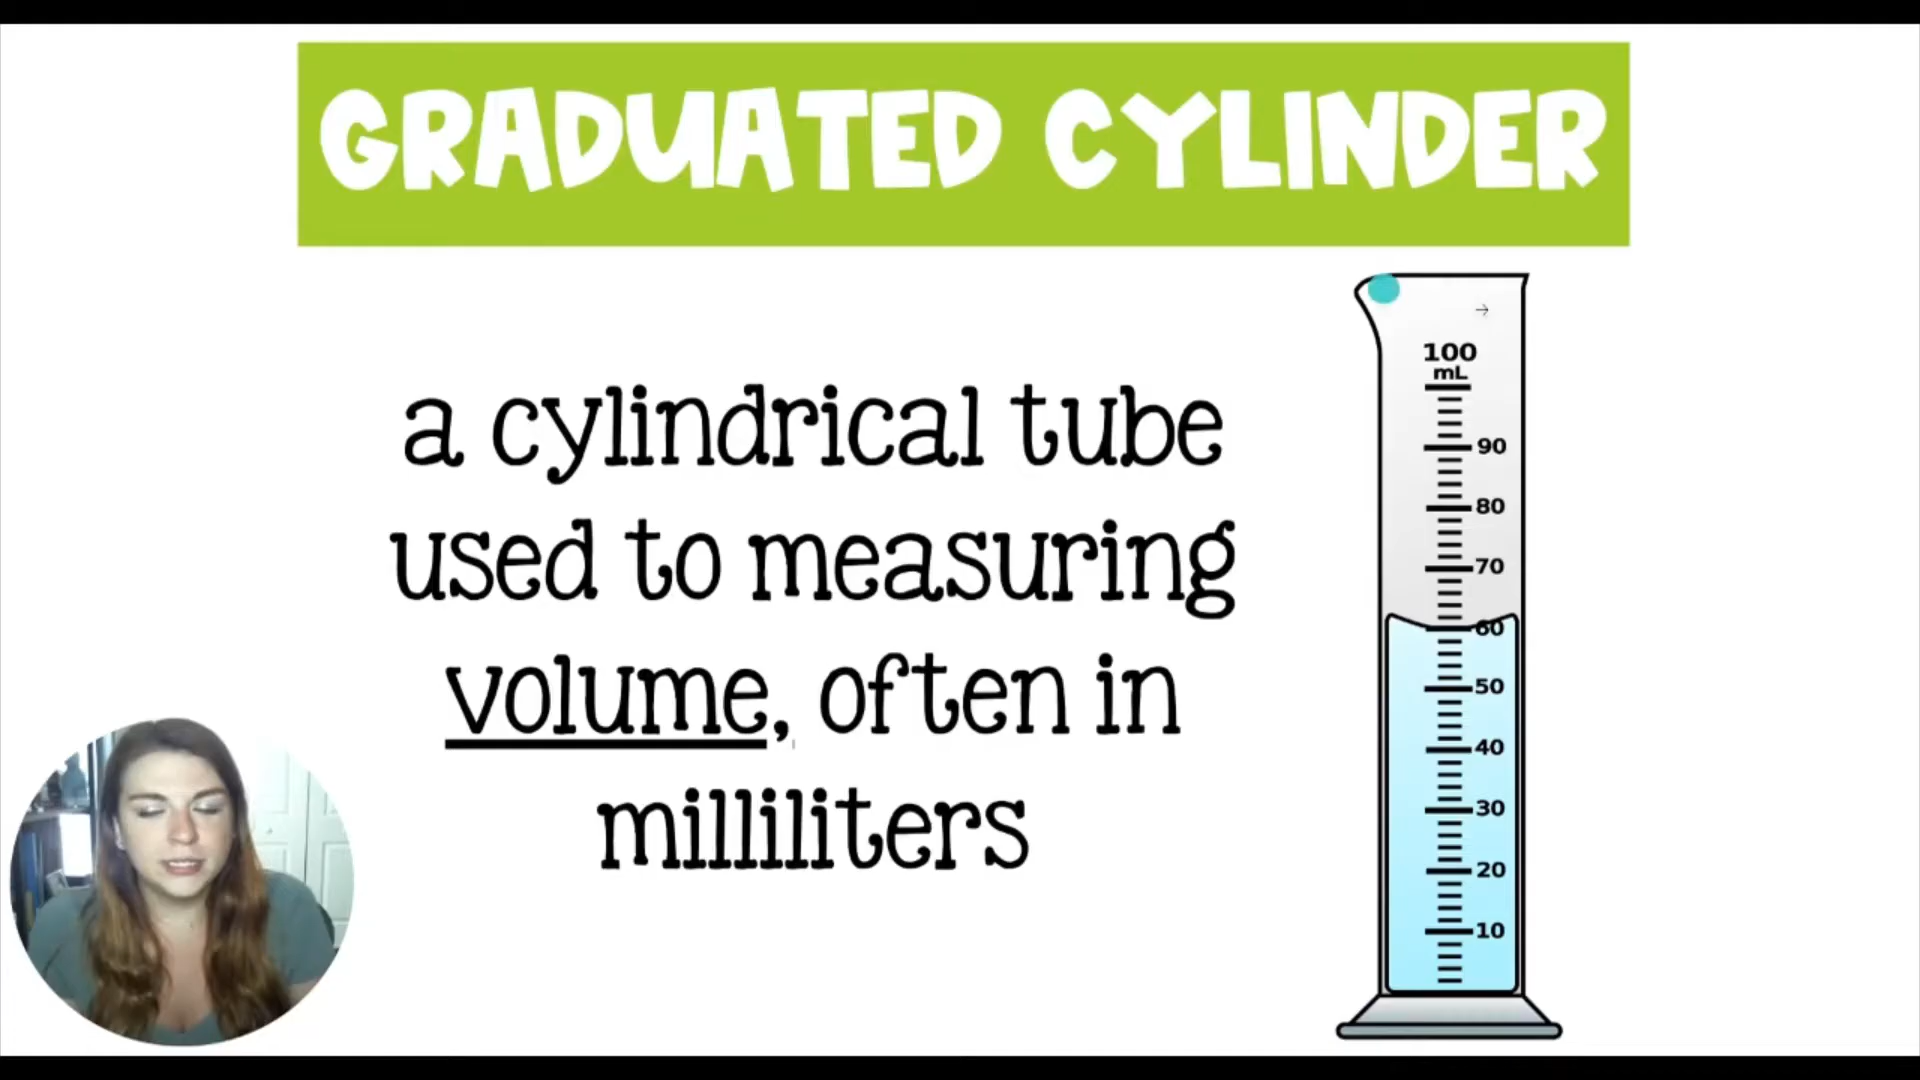 GRADUATED CYLINDER
a cylindrical tube
used to measuring
volume, often in
milliliters
100
mL
90
80
70
60
50
40
30
20
10